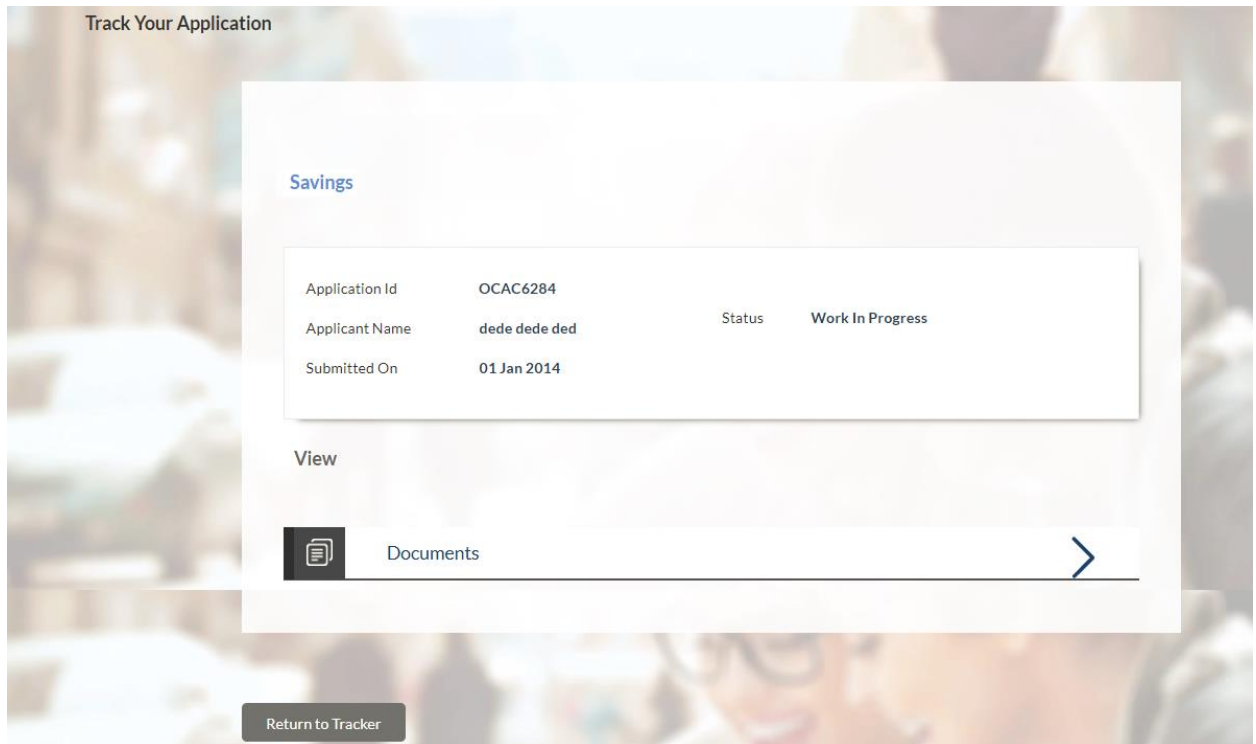 Track Your Application
Savings
Application Id OCAC6284
Applicant Name dede dede ded
Submitted On 01 Jan 2014
Status Work In Progress
View
Documents
Return to Tracker